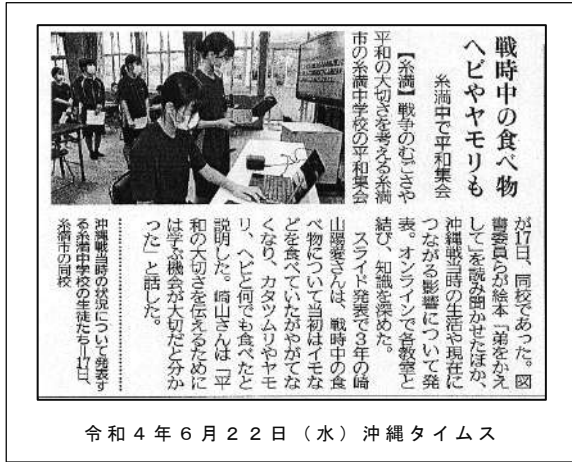 戦時中の食べ物
ヘビやヤモリも
糸満中で平和集会
【糸満】戦争のむごさや
平和の大切さを考える糸満
市の糸満中学校の平和集会
が17日、同校であった。図
書委員らが絵本「弟をかえ
して」を読み聞かせたほか、
沖縄戦当時の生活や現在に
つながる影響について発
表。オンラインで各教室と
結び、知識を深めた。
スライド発表で3年の崎
山陽愛さんは、戦時中の食
べ物について当初はイモな
どを食べていたがやがてな
くなり、カタツムリやヤモ
リ、ヘビと何でも食べたと
説明した。崎山さんは「平
和の大切さを伝えるために
は学ぶ機会が大切だと分か
った」と話した。
沖縄戦当時の状況について発表す
る糸満中学校の生徒たち＝17日、
糸満市の同校
令和４年６月２２日（水）沖縄タイムス